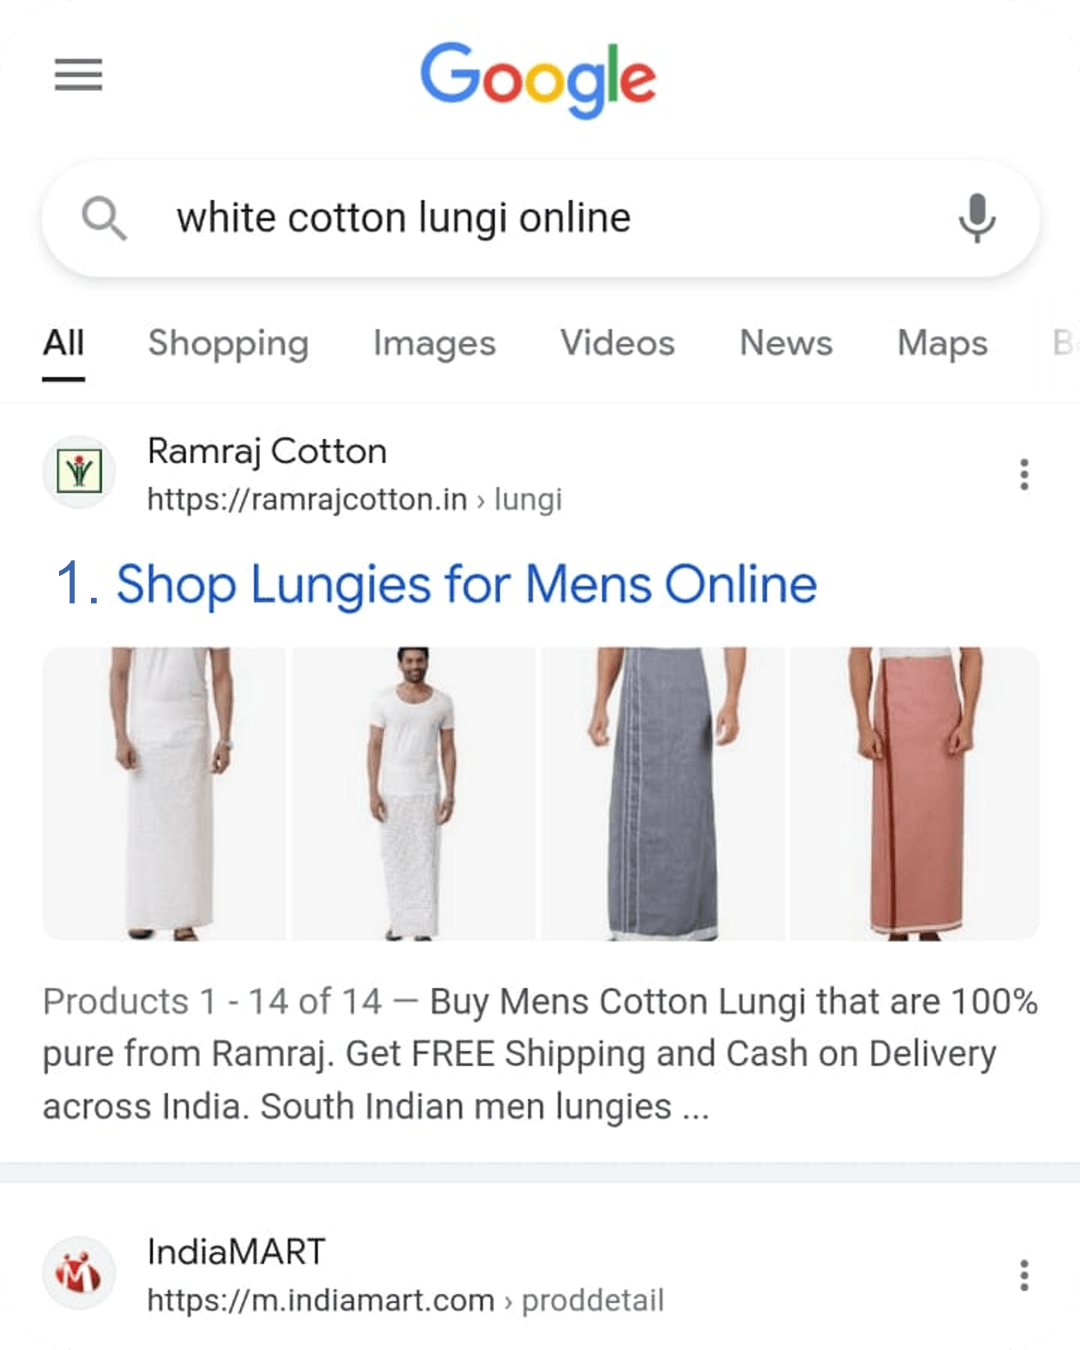 Google
white cotton lungi online
All Shopping Images Videos News Maps
Ramraj Cotton
https://ramrajcotton.in › lungi
1. Shop Lungies for Mens Online
Products 1 - 14 of 14 — Buy Mens Cotton Lungi that are 100%
pure from Ramraj. Get FREE Shipping and Cash on Delivery
across India. South Indian men lungies ...
IndiaMART
https://m.indiamart.com › proddetail